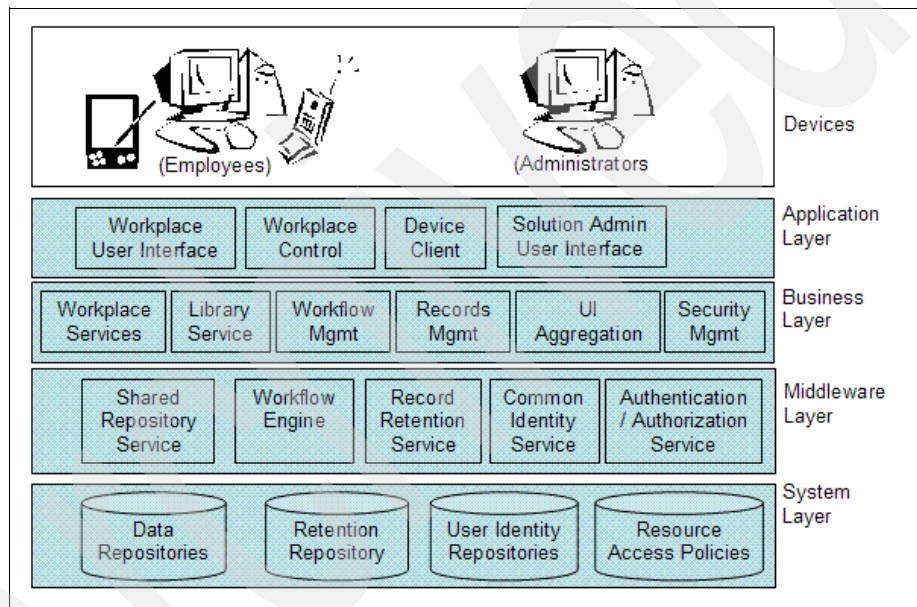 (Employees)
(Administrators
Devices
Workplace
User Interface
Workplace
Control
Device
Client
Solution Admin
User Interface
Application
Layer
Workplace
Services
Library
Service
Workflow
Mgmt
Records
Mgmt
UI
Aggregation
Security
Mgmt
Business
Layer
Shared
Repository
Service
Workflow
Engine
Record
Retention
Service
Common
Identity
Service
Authentication
/ Authorization
Service
Middleware
Layer
Data
Repositories
Retention
Repository
User Identity
Repositories
Resource
Access Policies
System
Layer